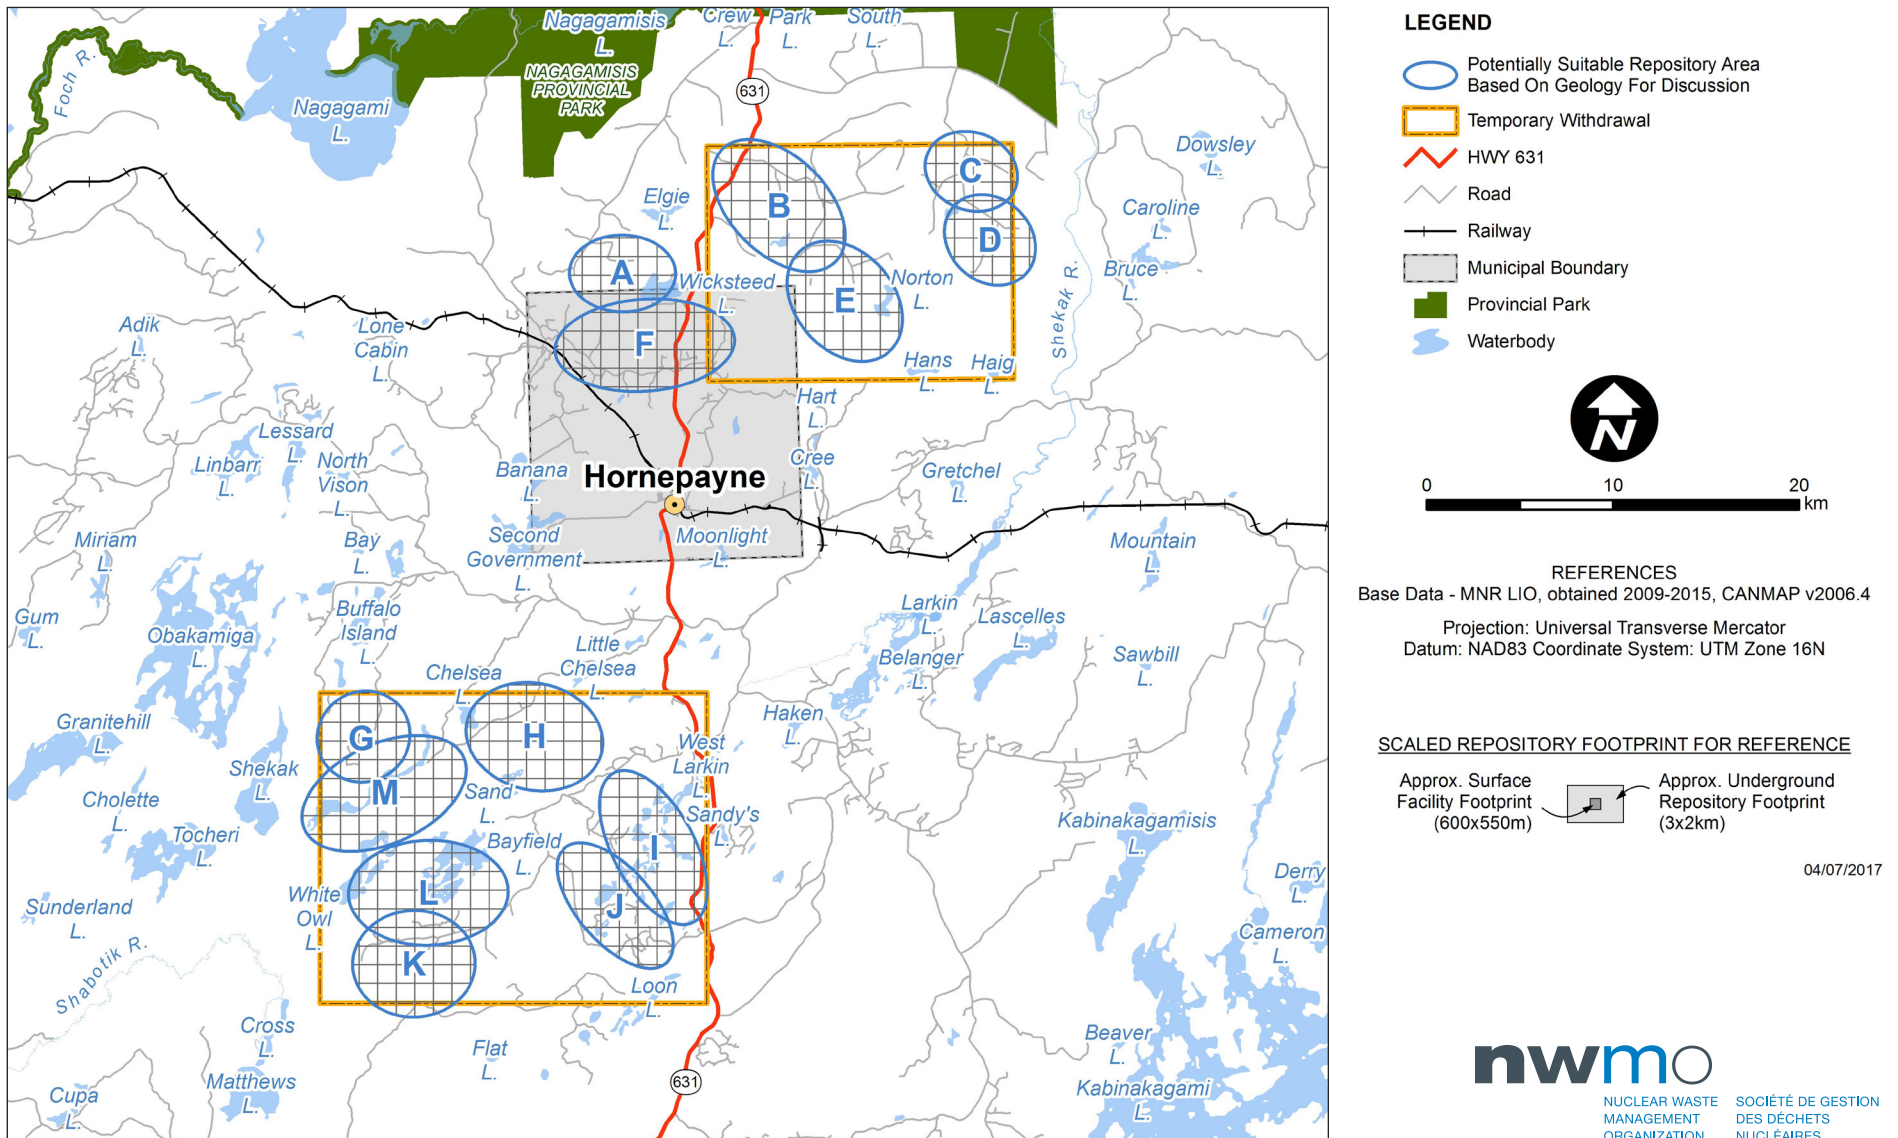 Nagagamisis
L.
Crew
L.
Park
L.
South
L.
Foch R.
NAGAGAMISIS
PROVINCIAL
PARK
631
Nagagami
L.
Dowsley
L.
Elgie
L.
B
C
Caroline
L.
D
A
Wicksteed
L.
E
Norton
L.
Bruce
L.
Shekak R.
Adik
L.
Lone
Cabin
L.
F
Hans
L.
Haig
L.
Hart
L.
Lessard
L.
Linbarr
L.
North
Vison
L.
Banana
L.
Hornepayne
Cree
L.
Gretchel
L.
Miriam
L.
Bay
L.
Second
Government
L.
Moonlight
L.
Mountain
L.
Gum
L.
Obakamiga
L.
Buffalo
Island
L.
Little
Chelsea
L.
Chelsea
L.
Larkin
L.
Lascelles
L.
Belanger
L.
Sawbill
L.
Granitehill
L.
G
H
West
Larkin
L.
Haken
L.
Shekak
L.
M
Sand
L.
Cholette
L.
Tocheri
L.
Bayfield
L.
I
Sandy's
L.
Kabinakagamisis
L.
White
Owl
L.
L
J
Derry
L.
Sunderland
L.
Cameron
L.
Shabotik R.
K
Loon
L.
Cross
L.
Flat
L.
Beaver
L.
Cupa
L.
Matthews
L.
631
Kabinakagami
L.
LEGEND
Potentially Suitable Repository Area
Based On Geology For Discussion
Temporary Withdrawal
HWY 631
Road
Railway
Municipal Boundary
Provincial Park
Waterbody
N
0 10 20
km
REFERENCES
Base Data - MNR LIO, obtained 2009-2015, CANMAP v2006.4
Projection: Universal Transverse Mercator
Datum: NAD83 Coordinate System: UTM Zone 16N
SCALED REPOSITORY FOOTPRINT FOR REFERENCE
Approx. Surface
Facility Footprint
(600x550m)
Approx. Underground
Repository Footprint
(3x2km)
04/07/2017
nwmo
NUCLEAR WASTE
MANAGEMENT
ORGANIZATION
SOCIÉTÉ DE GESTION
DES DÉCHETS
NUCLÉAIRES